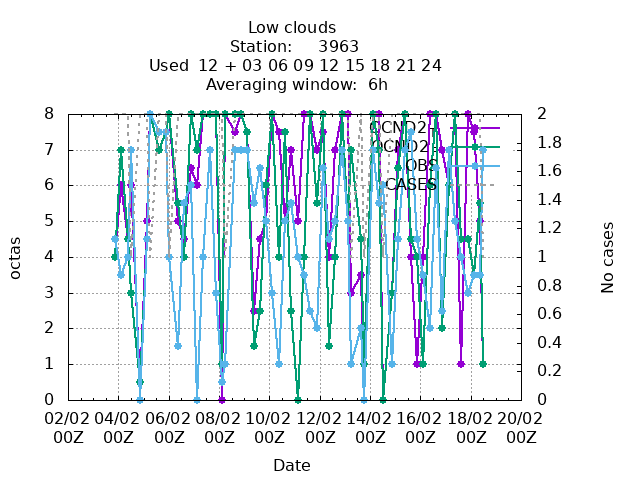 Low clouds
Station: 3963
Used 12 + 03 06 09 12 15 18 21 24
Averaging window: 6h
8
7
6
5
4
3
2
1
0
octas
2
1.8
1.6
1.4
1.2
1
0.8
0.6
0.4
0.2
0
No cases
OBS
CASES
02/02 04/02 06/02 08/02 10/02 12/02 14/02 16/02 18/02 20/02
00Z 00Z 00Z 00Z 00Z 00Z 00Z 00Z 00Z 00Z
Date